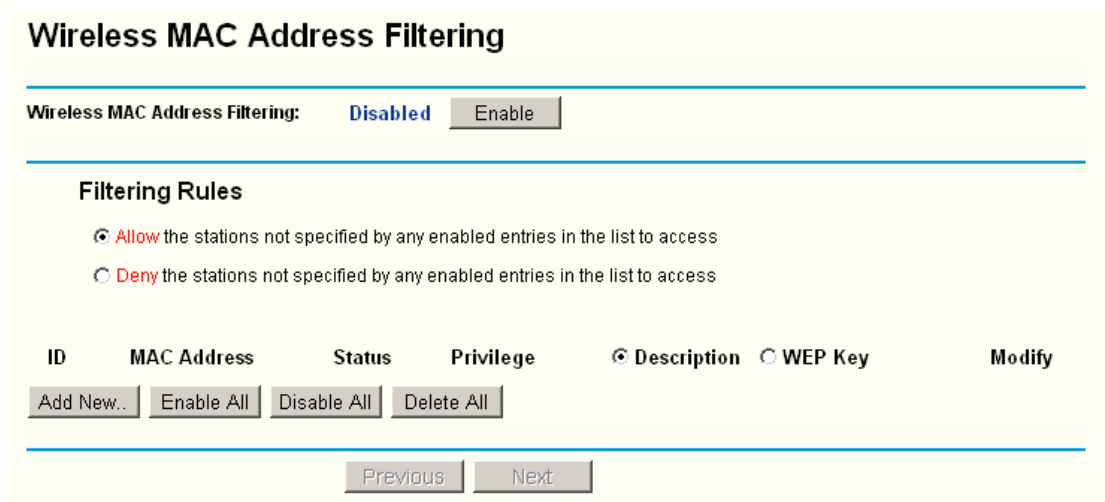 Wireless MAC Address Filtering
Wireless MAC Address Filtering: Disabled Enable
Filtering Rules
Allow the stations not specified by any enabled entries in the list to access
Deny the stations not specified by any enabled entries in the list to access
ID MAC Address Status Privilege Description WEP Key Modify
Add New.. Enable All Disable All Delete All
Previous Next